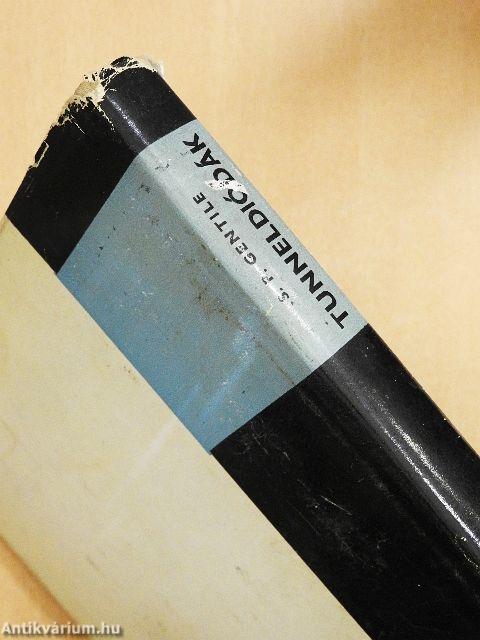 S. P. GENTILE
TUNNELDIÓDÁK
Antikvárium.hu